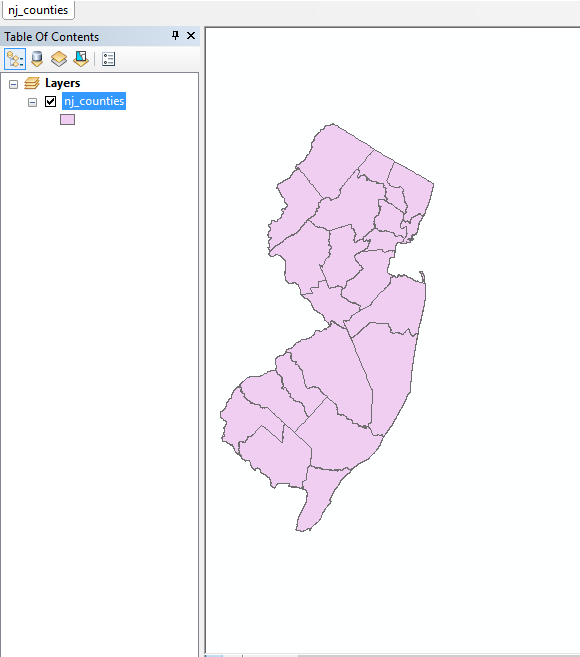 nj_counties
Table Of Contents
Layers
nj_counties